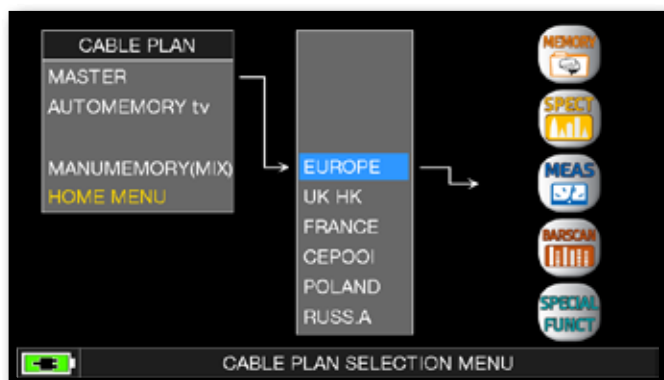 CABLE PLAN
MASTER
AUTOMEMORY tv
MANUMEMORY(MIX)
HOME MENU
EUROPE
UK HK
FRANCE
CEPOOI
POLAND
RUSS.A
MEMORY
SPECT
MEAS
BARSCAN
SPECIAL
FUNCT
CABLE PLAN SELECTION MENU